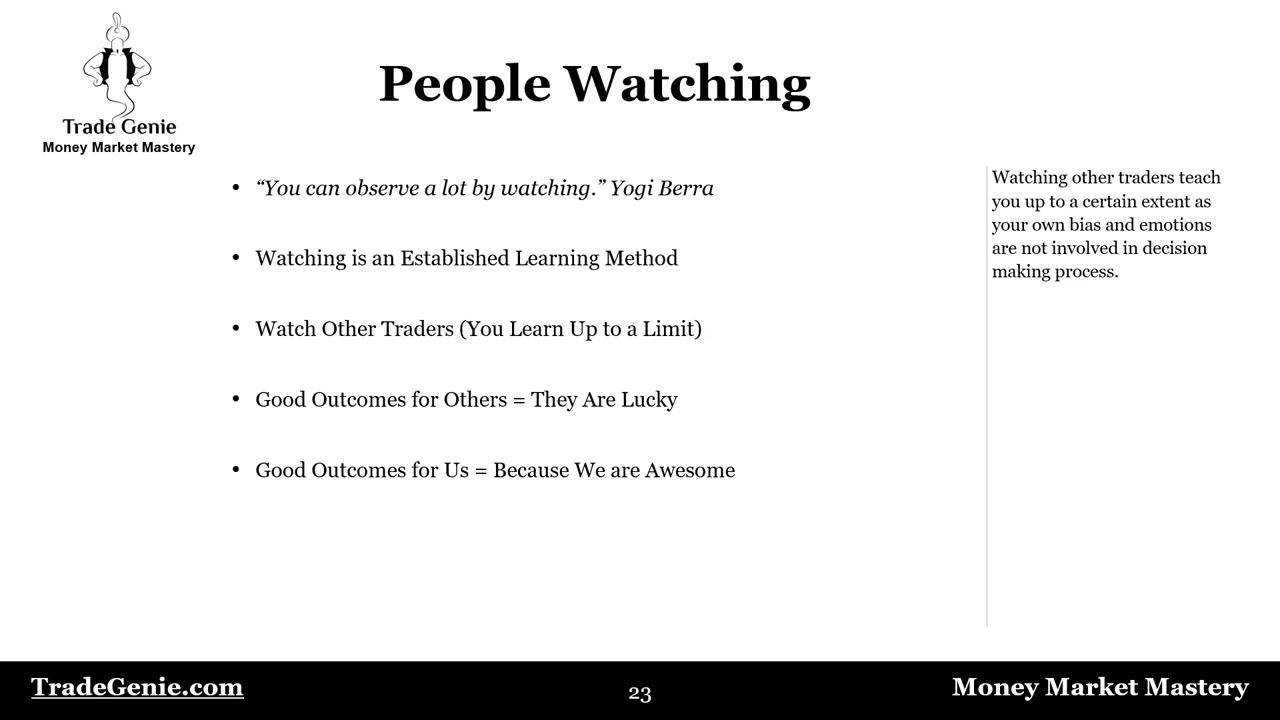 Trade Genie
Money Market Mastery
People Watching
• “You can observe a lot by watching.” Yogi Berra
• Watching is an Established Learning Method
• Watch Other Traders (You Learn Up to a Limit)
• Good Outcomes for Others = They Are Lucky
• Good Outcomes for Us = Because We are Awesome
Watching other traders teach
you up to a certain extent as
your own bias and emotions
are not involved in decision
making process.
TradeGenie.com
23
Money Market Mastery